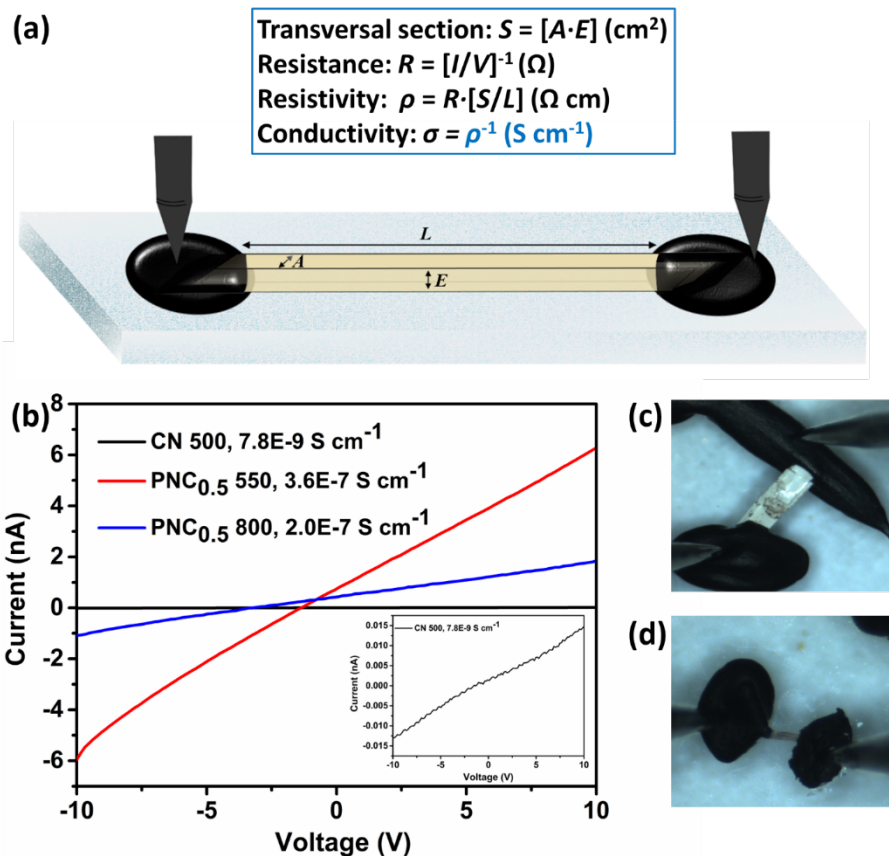 (a)
Transversal section: S = [A·E] (cm²)
Resistance: R = [I/V]⁻¹ (Ω)
Resistivity: ρ = R·[S/L] (Ω cm)
Conductivity: σ = ρ⁻¹ (S cm⁻¹)
L
A
E
(b)
8
6
4
2
0
-2
-4
-6
Current (nA)
CN 500, 7.8E-9 S cm⁻¹
PNC₀.₅ 550, 3.6E-7 S cm⁻¹
PNC₀.₅ 800, 2.0E-7 S cm⁻¹
-10
-5
0
5
10
Voltage (V)
0.015
0.010
0.005
0.000
-0.005
-0.010
-0.015
Current (nA)
CN 500, 7.8E-9 S cm⁻¹
-10
-5
0
5
10
Voltage (V)
(c)
(d)